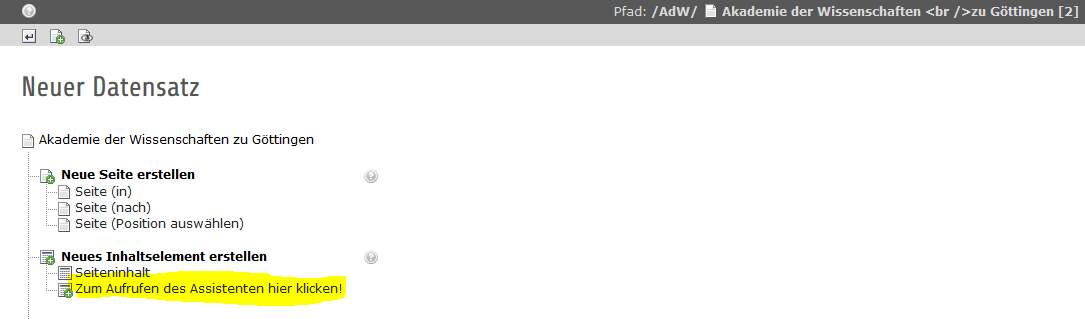 Pfad: /AdW/ Akademie der Wissenschaften <br />zu Göttingen [2]
Neuer Datensatz
Akademie der Wissenschaften zu Göttingen
Neue Seite erstellen
Seite (in)
Seite (nach)
Seite (Position auswählen)
Neues Inhaltselement erstellen
Seiteninhalt
Zum Aufrufen des Assistenten hier klicken!